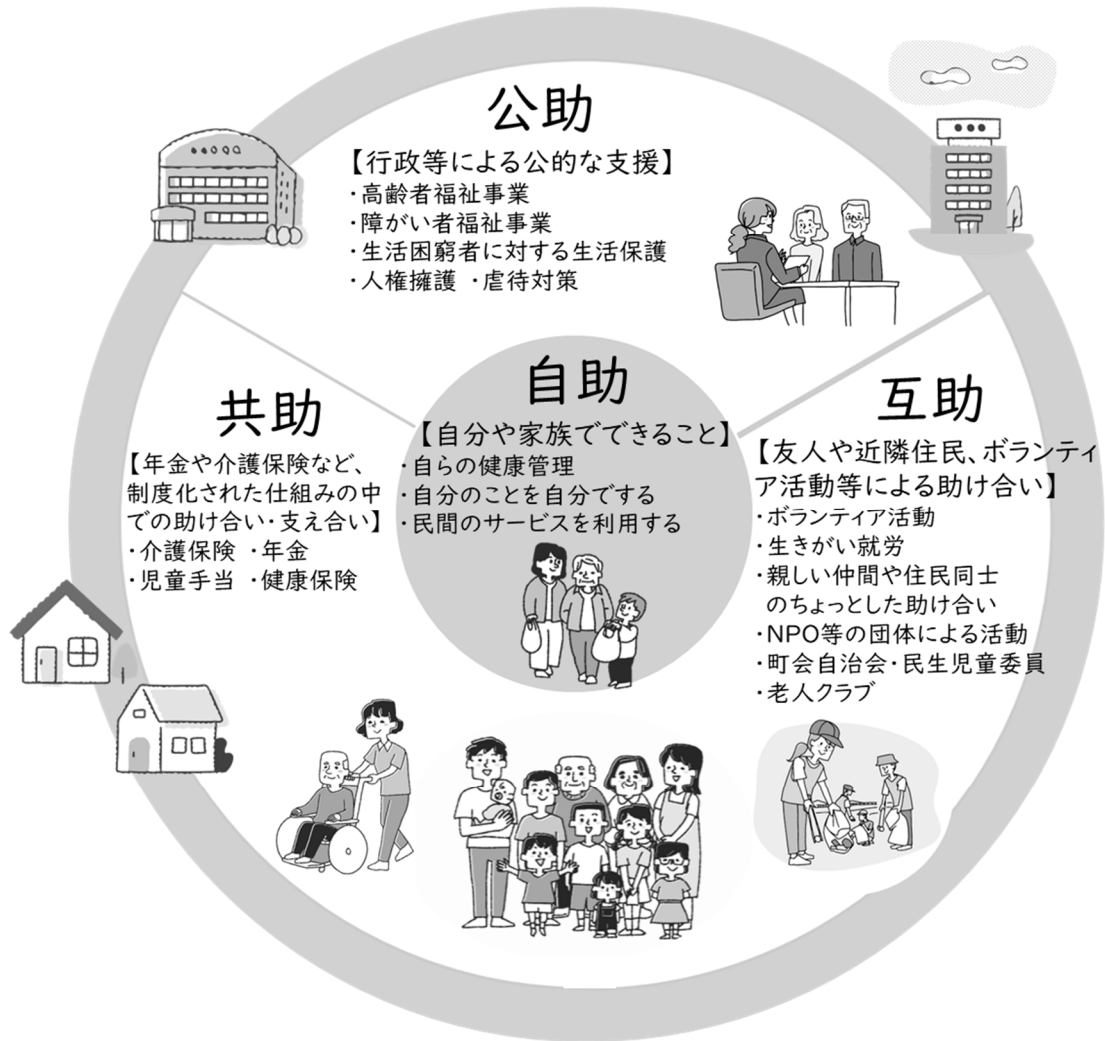 公助
【行政等による公的な支援】
・高齢者福祉事業
・障がい者福祉事業
・生活困窮者に対する生活保護
・人権擁護 ・虐待対策
自助
【自分や家族でできること】
・自らの健康管理
・自分のことを自分でする
・民間のサービスを利用する
共助
【年金や介護保険など、
制度化された仕組みの中
での助け合い・支え合い】
・介護保険 ・年金
・児童手当 ・健康保険
互助
【友人や近隣住民、ボランティ
ア活動等による助け合い】
・ボランティア活動
・生きがい就労
・親しい仲間や住民同士
のちょっとした助け合い
・NPO等の団体による活動
・町会自治会・民生児童委員
・老人クラブ